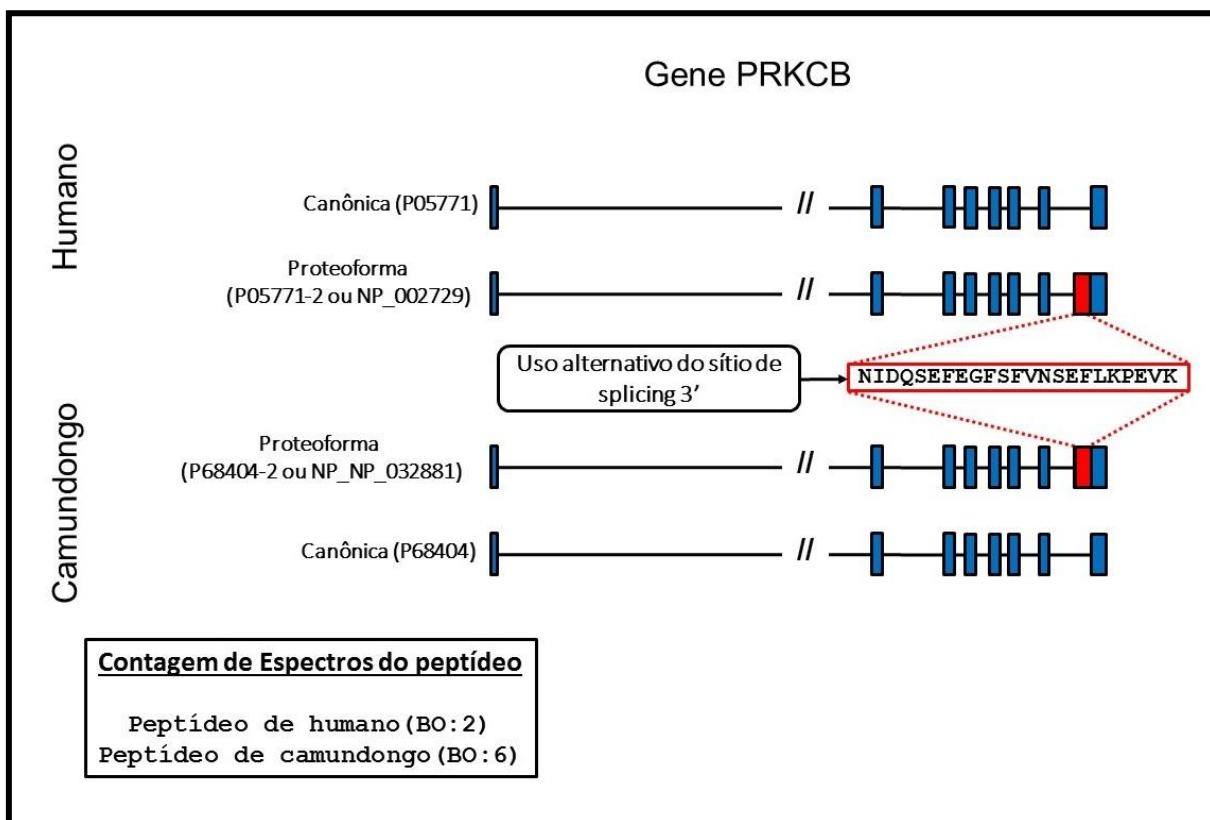 Gene PRKCB
Humano
Canônica (P05771)
//
Proteoforma
(P05771-2 ou NP_002729)
//
Uso alternativo do sítio de
splicing 3’
NIDQSEFEGFSFVNSEFLKPEVK
Camundongo
Proteoforma
(P68404-2 ou NP_NP_032881)
//
Canônica (P68404)
//
Contagem de Espectros do peptídeo
Peptídeo de humano(BO:2)
Peptídeo de camundongo(BO:6)